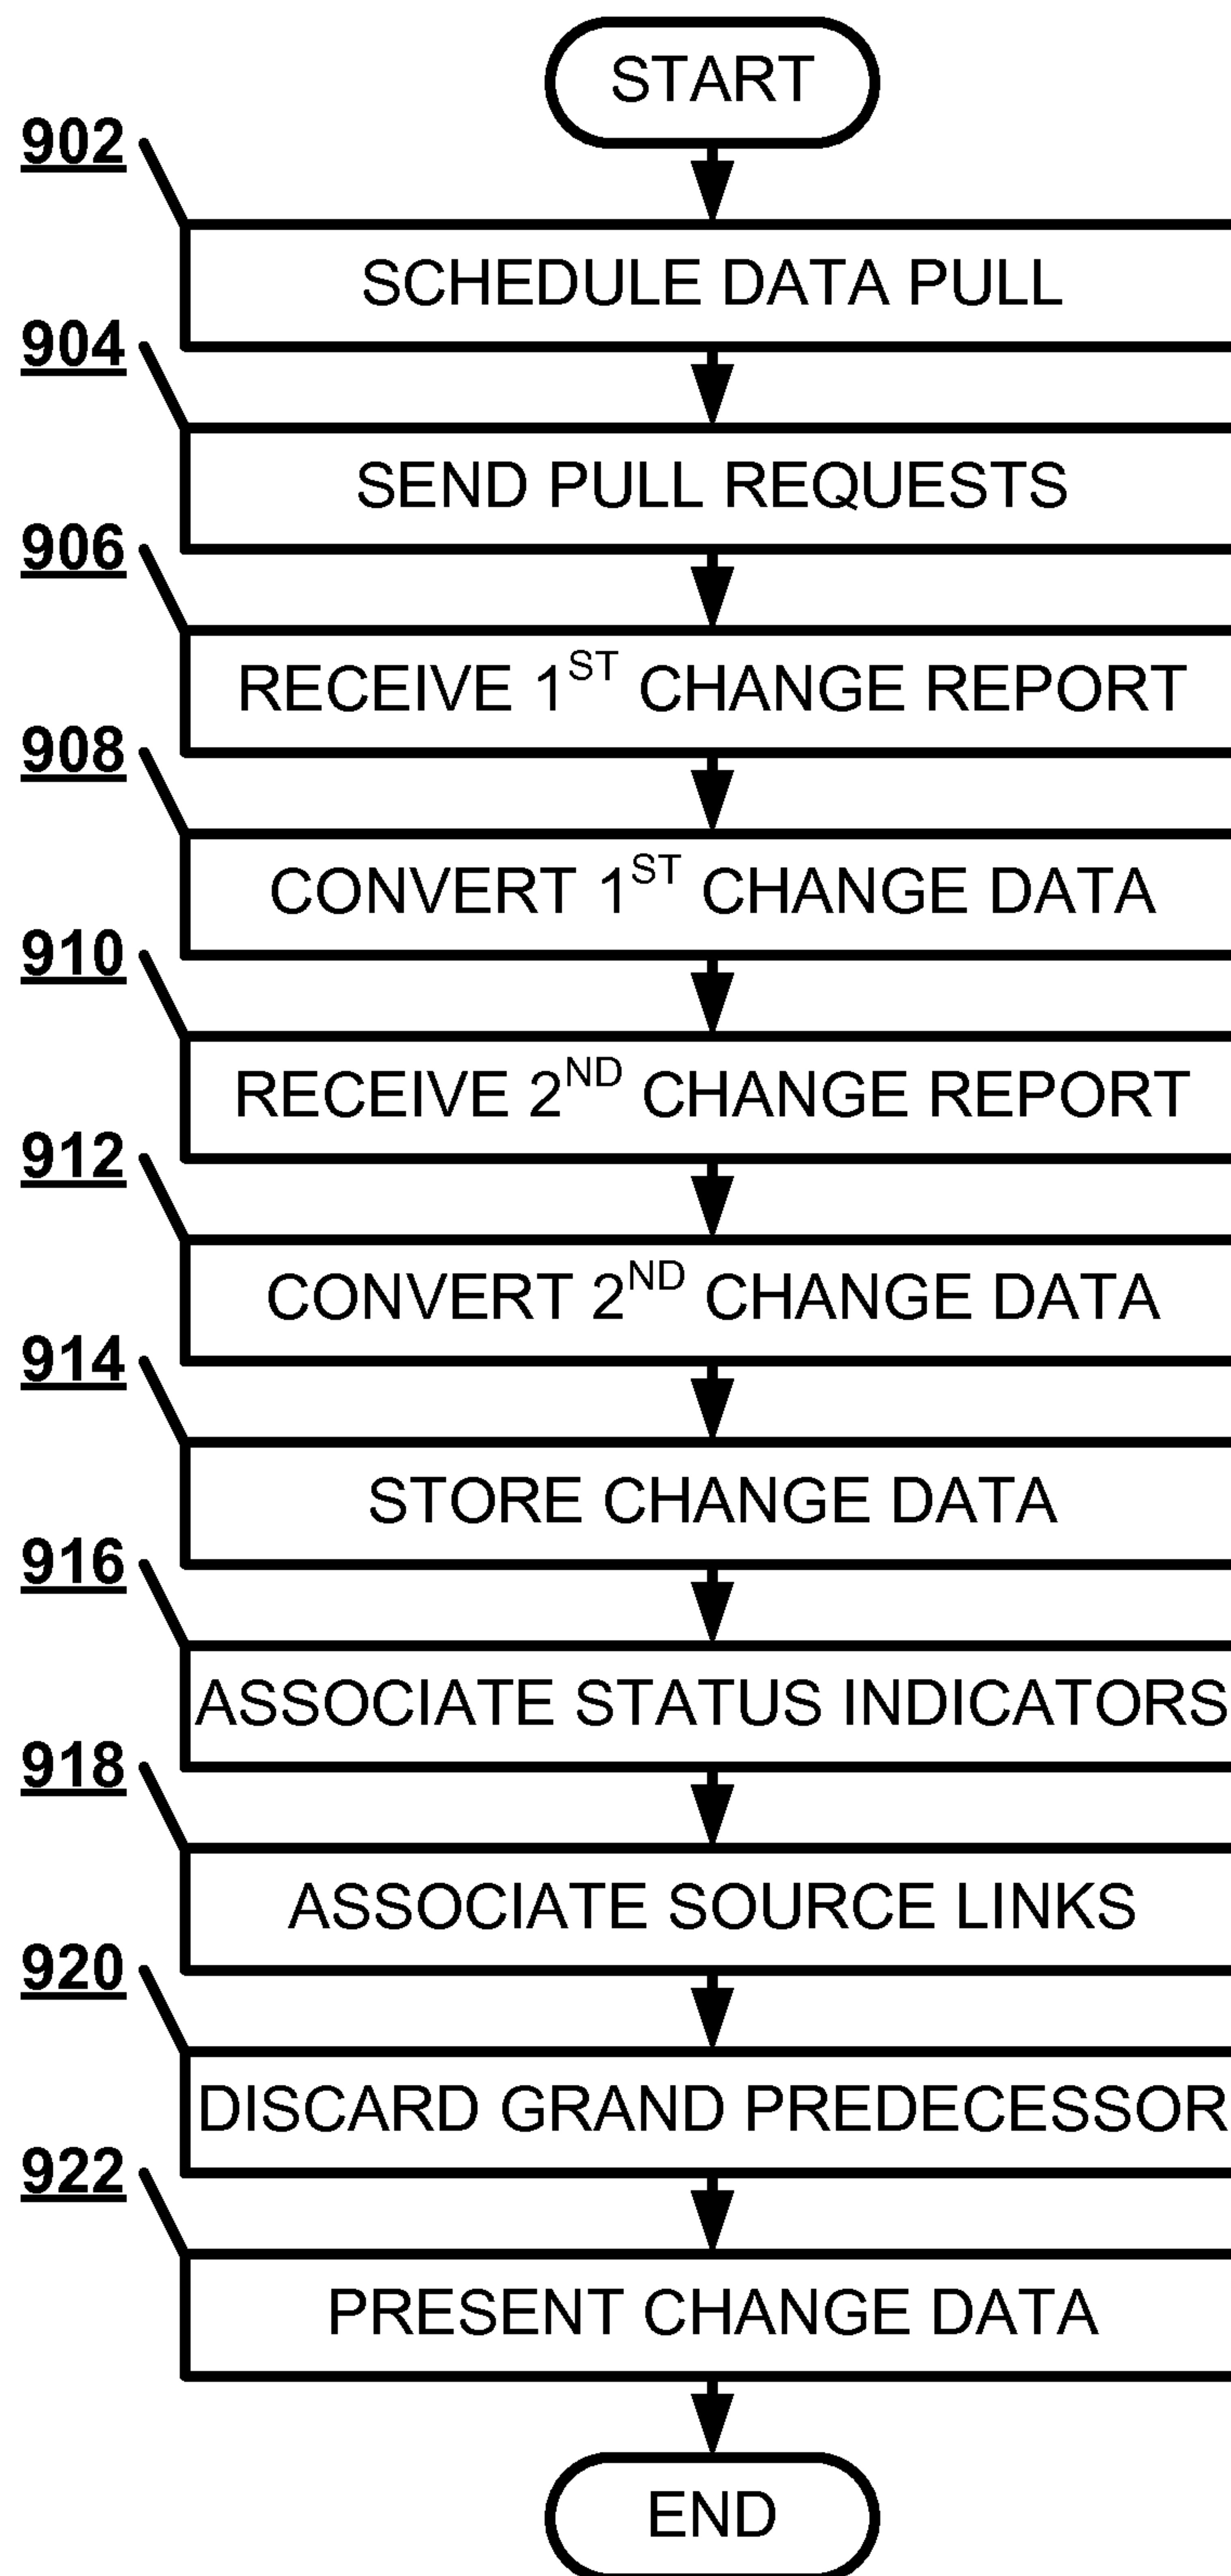 START
902
SCHEDULE DATA PULL
904
SEND PULL REQUESTS
906
RECEIVE 1ST CHANGE REPORT
908
CONVERT 1ST CHANGE DATA
910
RECEIVE 2ND CHANGE REPORT
912
CONVERT 2ND CHANGE DATA
914
STORE CHANGE DATA
916
ASSOCIATE STATUS INDICATORS
918
ASSOCIATE SOURCE LINKS
920
DISCARD GRAND PREDECESSOR
922
PRESENT CHANGE DATA
END